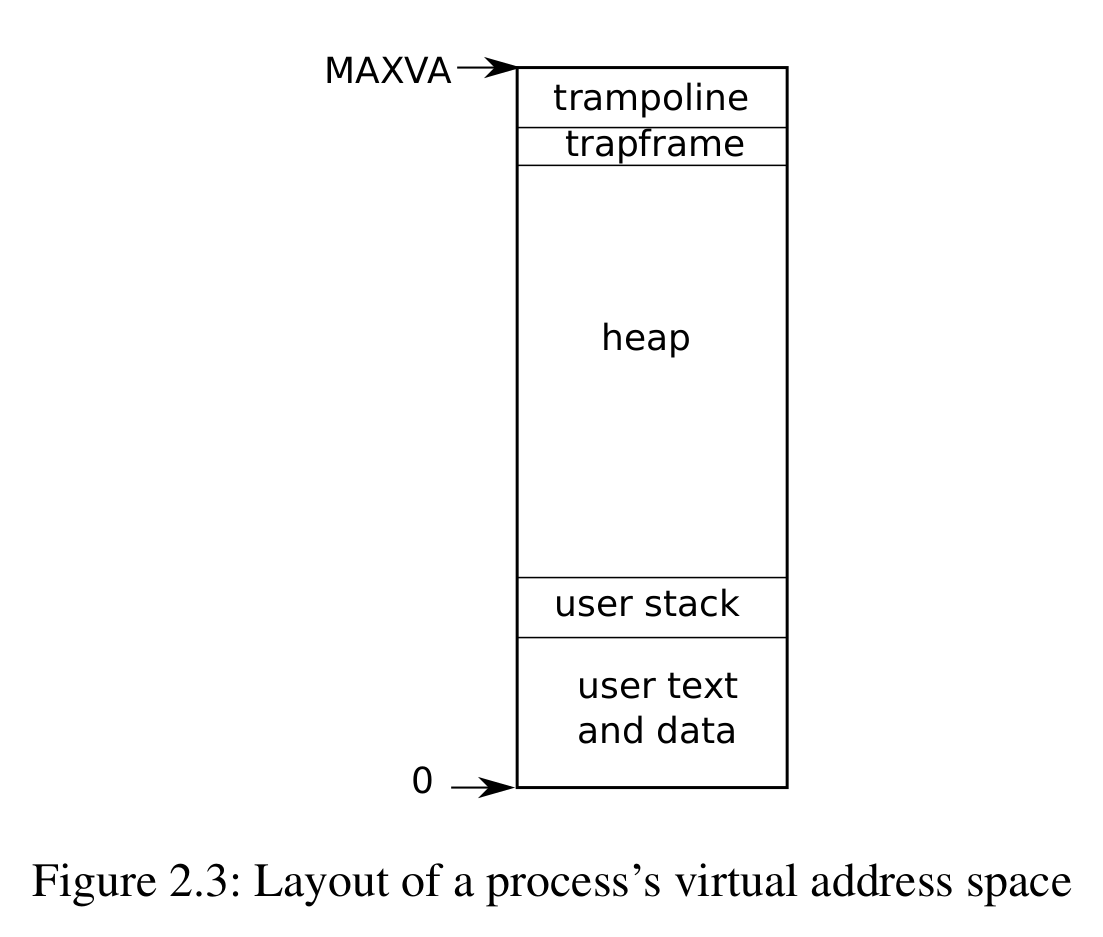 MAXVA
trampoline
trapframe
heap
user stack
user text
and data
0
Figure 2.3: Layout of a process’s virtual address space